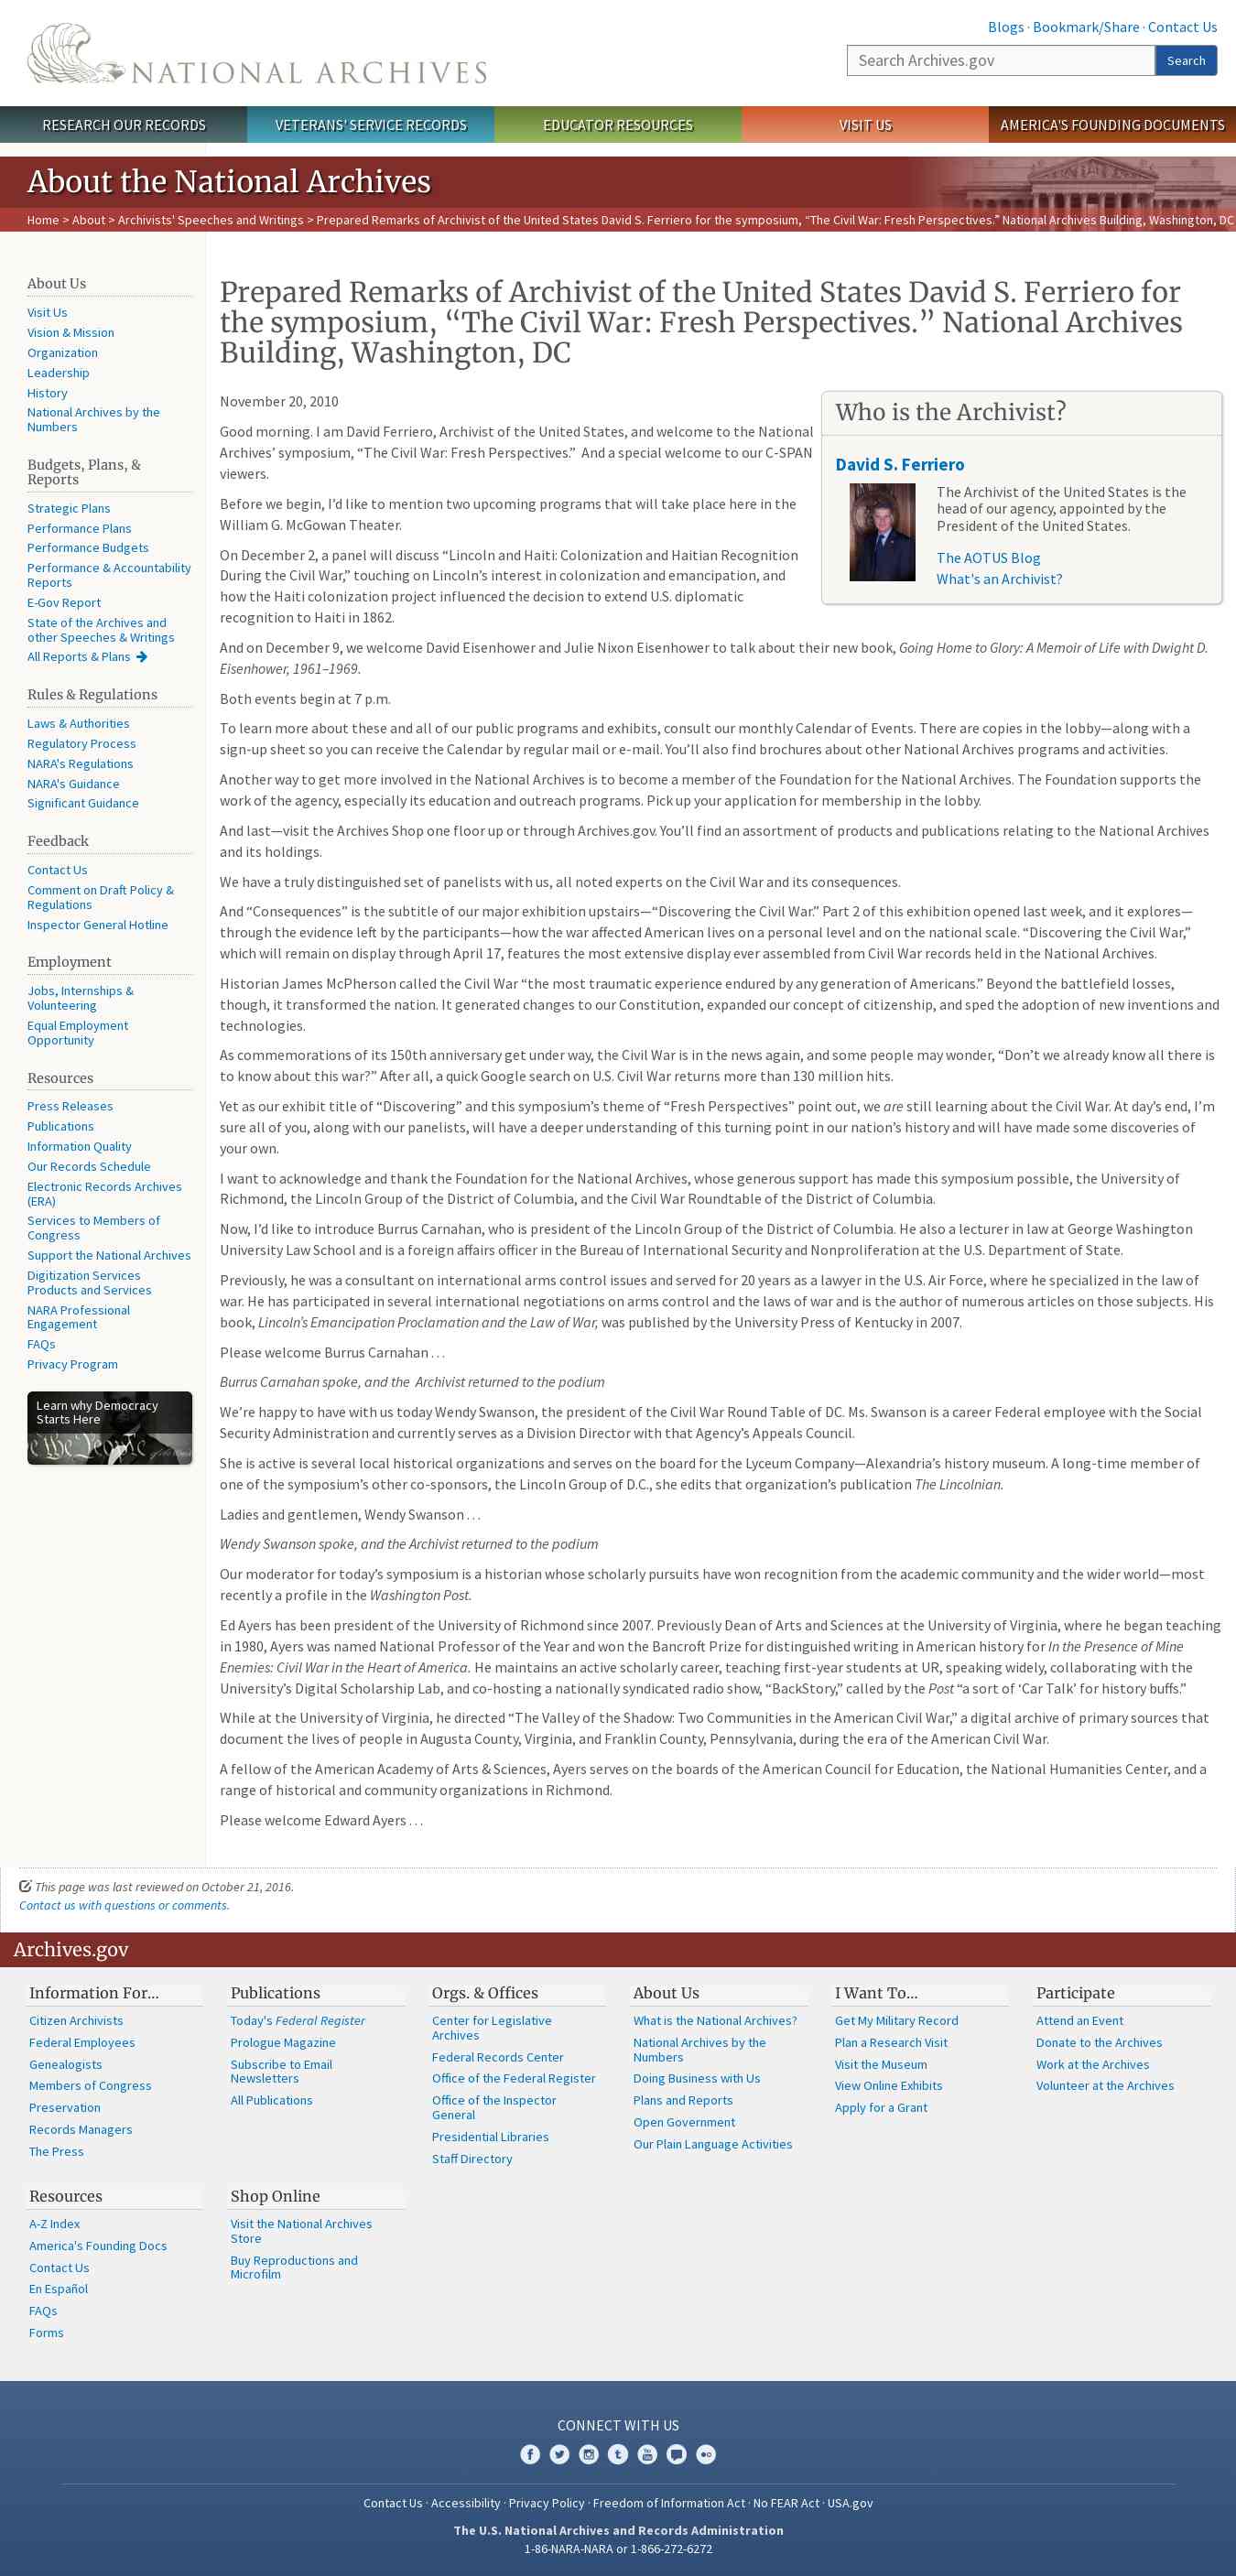 Blogs · Bookmark/Share · Contact Us
NATIONAL ARCHIVES
Search Archives.gov
Search
RESEARCH OUR RECORDS
VETERANS' SERVICE RECORDS
EDUCATOR RESOURCES
VISIT US
AMERICA'S FOUNDING DOCUMENTS
About the National Archives
Home > About > Archivists' Speeches and Writings > Prepared Remarks of Archivist of the United States David S. Ferriero for the symposium, “The Civil War: Fresh Perspectives.” National Archives Building, Washington, DC
About Us
Visit Us
Vision & Mission
Organization
Leadership
History
National Archives by the
Numbers
Budgets, Plans, &
Reports
Strategic Plans
Performance Plans
Performance Budgets
Performance & Accountability
Reports
E-Gov Report
State of the Archives and
other Speeches & Writings
All Reports & Plans
Rules & Regulations
Laws & Authorities
Regulatory Process
NARA's Regulations
NARA's Guidance
Significant Guidance
Feedback
Contact Us
Comment on Draft Policy &
Regulations
Inspector General Hotline
Employment
Jobs, Internships &
Volunteering
Equal Employment
Opportunity
Resources
Press Releases
Publications
Information Quality
Our Records Schedule
Electronic Records Archives
(ERA)
Services to Members of
Congress
Support the National Archives
Digitization Services
Products and Services
NARA Professional
Engagement
FAQs
Privacy Program
Learn why Democracy
Starts Here
We the People
Prepared Remarks of Archivist of the United States David S. Ferriero for
the symposium, “The Civil War: Fresh Perspectives.” National Archives
Building, Washington, DC
Who is the Archivist?
David S. Ferriero
The Archivist of the United States is the
head of our agency, appointed by the
President of the United States.
The AOTUS Blog
What's an Archivist?
November 20, 2010
Good morning. I am David Ferriero, Archivist of the United States, and welcome to the National
Archives’ symposium, “The Civil War: Fresh Perspectives.” And a special welcome to our C-SPAN
viewers.
Before we begin, I’d like to mention two upcoming programs that will take place here in the
William G. McGowan Theater.
On December 2, a panel will discuss “Lincoln and Haiti: Colonization and Haitian Recognition
During the Civil War,” touching on Lincoln’s interest in colonization and emancipation, and
how the Haiti colonization project influenced the decision to extend U.S. diplomatic
recognition to Haiti in 1862.
And on December 9, we welcome David Eisenhower and Julie Nixon Eisenhower to talk about their new book, Going Home to Glory: A Memoir of Life with Dwight D.
Eisenhower, 1961–1969.
Both events begin at 7 p.m.
To learn more about these and all of our public programs and exhibits, consult our monthly Calendar of Events. There are copies in the lobby—along with a
sign-up sheet so you can receive the Calendar by regular mail or e-mail. You’ll also find brochures about other National Archives programs and activities.
Another way to get more involved in the National Archives is to become a member of the Foundation for the National Archives. The Foundation supports the
work of the agency, especially its education and outreach programs. Pick up your application for membership in the lobby.
And last—visit the Archives Shop one floor up or through Archives.gov. You’ll find an assortment of products and publications relating to the National Archives
and its holdings.
We have a truly distinguished set of panelists with us, all noted experts on the Civil War and its consequences.
And “Consequences” is the subtitle of our major exhibition upstairs—“Discovering the Civil War.” Part 2 of this exhibition opened last week, and it explores—
through the evidence left by the participants—how the war affected American lives on a personal level and on the national scale. “Discovering the Civil War,”
which will remain on display through April 17, features the most extensive display ever assembled from Civil War records held in the National Archives.
Historian James McPherson called the Civil War “the most traumatic experience endured by any generation of Americans.” Beyond the battlefield losses,
though, it transformed the nation. It generated changes to our Constitution, expanded our concept of citizenship, and sped the adoption of new inventions and
technologies.
As commemorations of its 150th anniversary get under way, the Civil War is in the news again, and some people may wonder, “Don’t we already know all there is
to know about this war?” After all, a quick Google search on U.S. Civil War returns more than 130 million hits.
Yet as our exhibit title of “Discovering” and this symposium’s theme of “Fresh Perspectives” point out, we are still learning about the Civil War. At day’s end, I’m
sure all of you, along with our panelists, will have a deeper understanding of this turning point in our nation’s history and will have made some discoveries of
your own.
I want to acknowledge and thank the Foundation for the National Archives, whose generous support has made this symposium possible, the University of
Richmond, the Lincoln Group of the District of Columbia, and the Civil War Roundtable of the District of Columbia.
Now, I’d like to introduce Burrus Carnahan, who is president of the Lincoln Group of the District of Columbia. He also a lecturer in law at George Washington
University Law School and is a foreign affairs officer in the Bureau of International Security and Nonproliferation at the U.S. Department of State.
Previously, he was a consultant on international arms control issues and served for 20 years as a lawyer in the U.S. Air Force, where he specialized in the law of
war. He has participated in several international negotiations on arms control and the laws of war and is the author of numerous articles on those subjects. His
book, Lincoln’s Emancipation Proclamation and the Law of War, was published by the University Press of Kentucky in 2007.
Please welcome Burrus Carnahan . . .
Burrus Carnahan spoke, and the Archivist returned to the podium
We’re happy to have with us today Wendy Swanson, the president of the Civil War Round Table of DC. Ms. Swanson is a career Federal employee with the Social
Security Administration and currently serves as a Division Director with that Agency’s Appeals Council.
She is active is several local historical organizations and serves on the board for the Lyceum Company—Alexandria’s history museum. A long-time member of
one of the symposium’s other co-sponsors, the Lincoln Group of D.C., she edits that organization’s publication The Lincolnian.
Ladies and gentlemen, Wendy Swanson . . .
Wendy Swanson spoke, and the Archivist returned to the podium
Our moderator for today’s symposium is a historian whose scholarly pursuits have won recognition from the academic community and the wider world—most
recently a profile in the Washington Post.
Ed Ayers has been president of the University of Richmond since 2007. Previously Dean of Arts and Sciences at the University of Virginia, where he began teaching
in 1980, Ayers was named National Professor of the Year and won the Bancroft Prize for distinguished writing in American history for In the Presence of Mine
Enemies: Civil War in the Heart of America. He maintains an active scholarly career, teaching first-year students at UR, speaking widely, collaborating with the
University’s Digital Scholarship Lab, and co-hosting a nationally syndicated radio show, “BackStory,” called by the Post “a sort of ‘Car Talk’ for history buffs.”
While at the University of Virginia, he directed “The Valley of the Shadow: Two Communities in the American Civil War,” a digital archive of primary sources that
document the lives of people in Augusta County, Virginia, and Franklin County, Pennsylvania, during the era of the American Civil War.
A fellow of the American Academy of Arts & Sciences, Ayers serves on the boards of the American Council for Education, the National Humanities Center, and a
range of historical and community organizations in Richmond.
Please welcome Edward Ayers . . .
This page was last reviewed on October 21, 2016.
Contact us with questions or comments.
Archives.gov
Information For…
Citizen Archivists
Federal Employees
Genealogists
Members of Congress
Preservation
Records Managers
The Press
Publications
Today's Federal Register
Prologue Magazine
Subscribe to Email
Newsletters
All Publications
Orgs. & Offices
Center for Legislative
Archives
Federal Records Center
Office of the Federal Register
Office of the Inspector
General
Presidential Libraries
Staff Directory
About Us
What is the National Archives?
National Archives by the
Numbers
Doing Business with Us
Plans and Reports
Open Government
Our Plain Language Activities
I Want To…
Get My Military Record
Plan a Research Visit
Visit the Museum
View Online Exhibits
Apply for a Grant
Participate
Attend an Event
Donate to the Archives
Work at the Archives
Volunteer at the Archives
Resources
A-Z Index
America's Founding Docs
Contact Us
En Español
FAQs
Forms
Shop Online
Visit the National Archives
Store
Buy Reproductions and
Microfilm
CONNECT WITH US
Contact Us · Accessibility · Privacy Policy · Freedom of Information Act · No FEAR Act · USA.gov
The U.S. National Archives and Records Administration
1-86-NARA-NARA or 1-866-272-6272